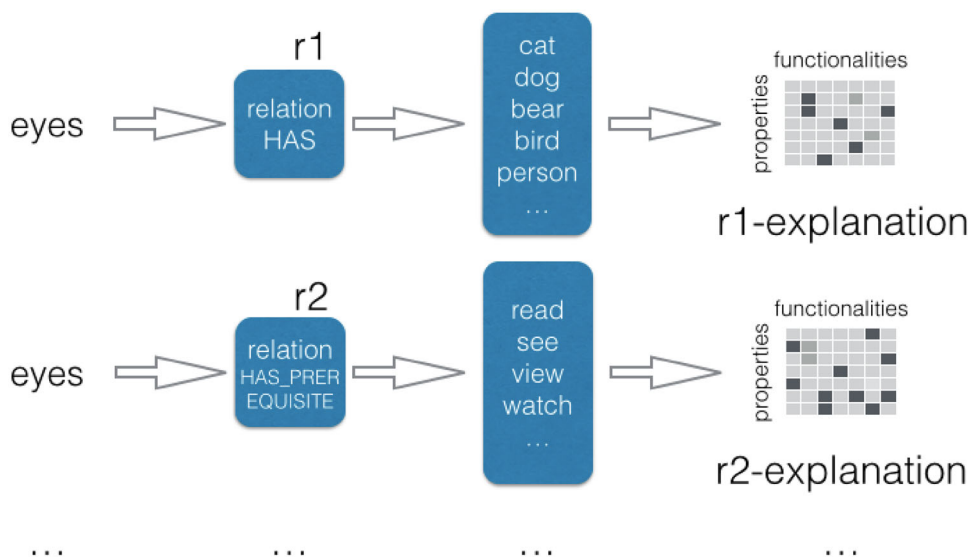 r1
eyes
relation
HAS
cat
dog
bear
bird
person
...
functionalities
properties
r1-explanation
r2
eyes
relation
HAS_PRER
EQUISITE
read
see
view
watch
...
functionalities
properties
r2-explanation
... ... ... ...